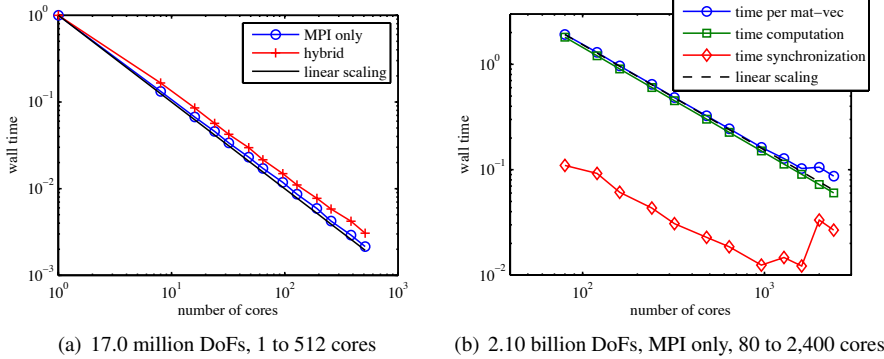 10^0
10^-1
10^-2
10^-3
wall time
10^0
10^1
10^2
10^3
number of cores
MPI only
hybrid
linear scaling
(a) 17.0 million DoFs, 1 to 512 cores
10^0
10^-1
10^-2
wall time
10^2
10^3
number of cores
time per mat−vec
time computation
time synchronization
linear scaling
(b) 2.10 billion DoFs, MPI only, 80 to 2,400 cores